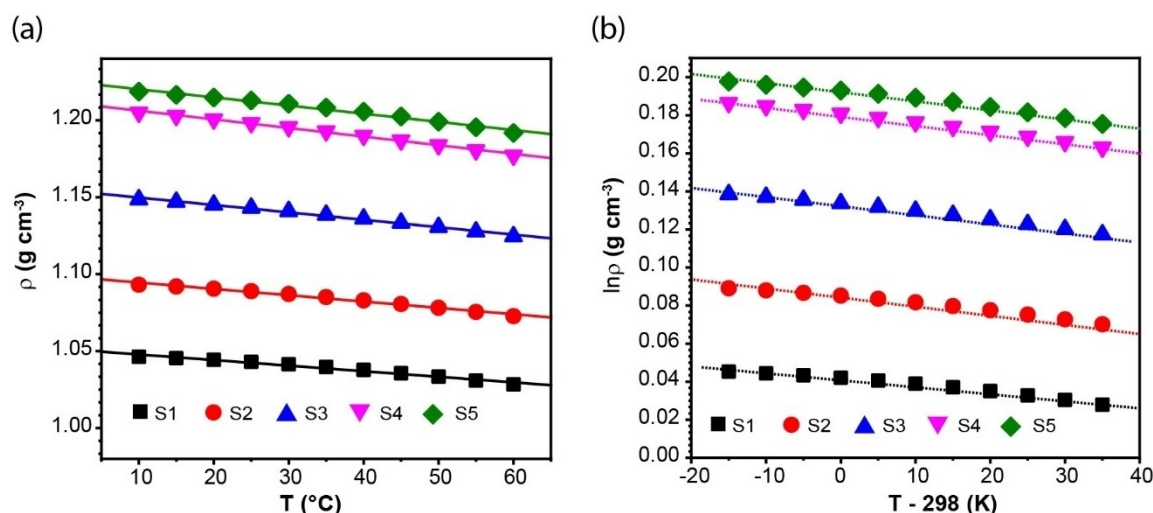 (a)
1.20
1.15
1.10
1.05
1.00
ρ (g cm⁻³)
S1 S2 S3 S4 S5
10 20 30 40 50 60
T (°C)
(b)
0.20
0.18
0.16
0.14
0.12
0.10
0.08
0.06
0.04
0.02
0.00
lnρ (g cm⁻³)
S1 S2 S3 S4 S5
-20 -10 0 10 20 30 40
T - 298 (K)